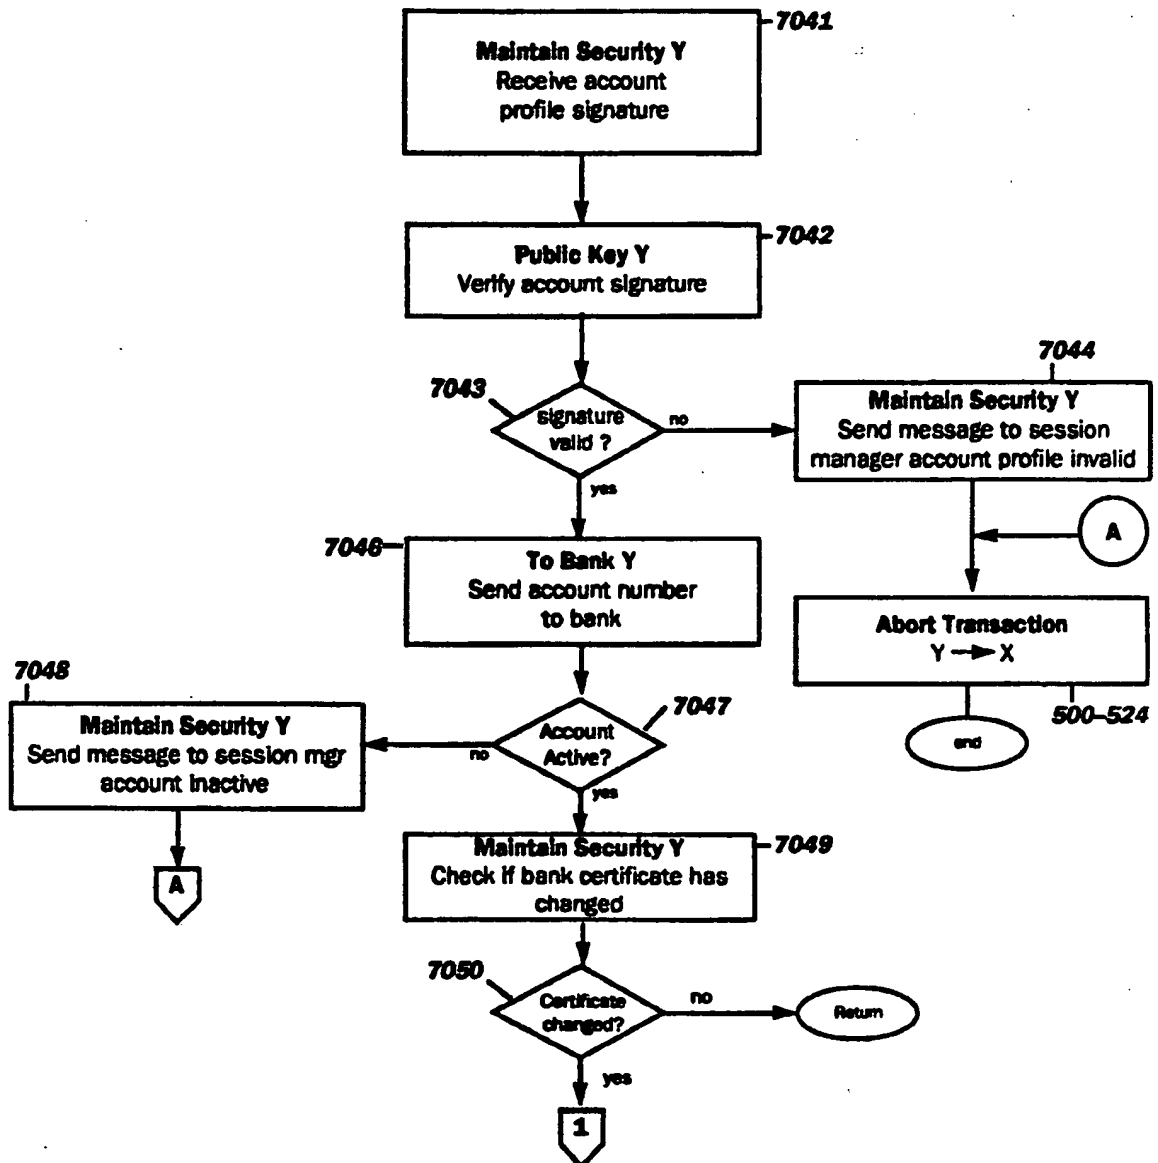 7041
Maintain Security Y
Receive account
profile signature
7042
Public Key Y
Verify account signature
7043
signature
valid ?
no
yes
7044
Maintain Security Y
Send message to session
manager account profile invalid
A
7046
To Bank Y
Send account number
to bank
Abort Transaction
Y → X
500-524
end
7048
Maintain Security Y
Send message to session mgr
account inactive
A
7047
Account
Active?
no
yes
7049
Maintain Security Y
Check if bank certificate has
changed
7050
Certificate
changed?
no
Return
yes
1